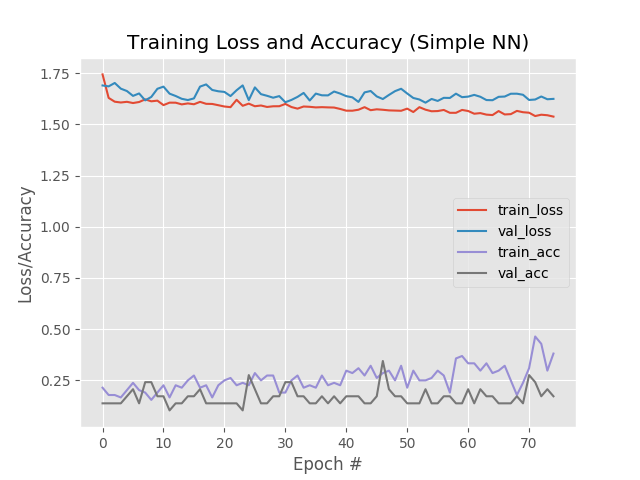 Training Loss and Accuracy (Simple NN)
Loss/Accuracy
1.75
1.50
1.25
1.00
0.75
0.50
0.25
train_loss
val_loss
train_acc
val_acc
0 10 20 30 40 50 60 70
Epoch #